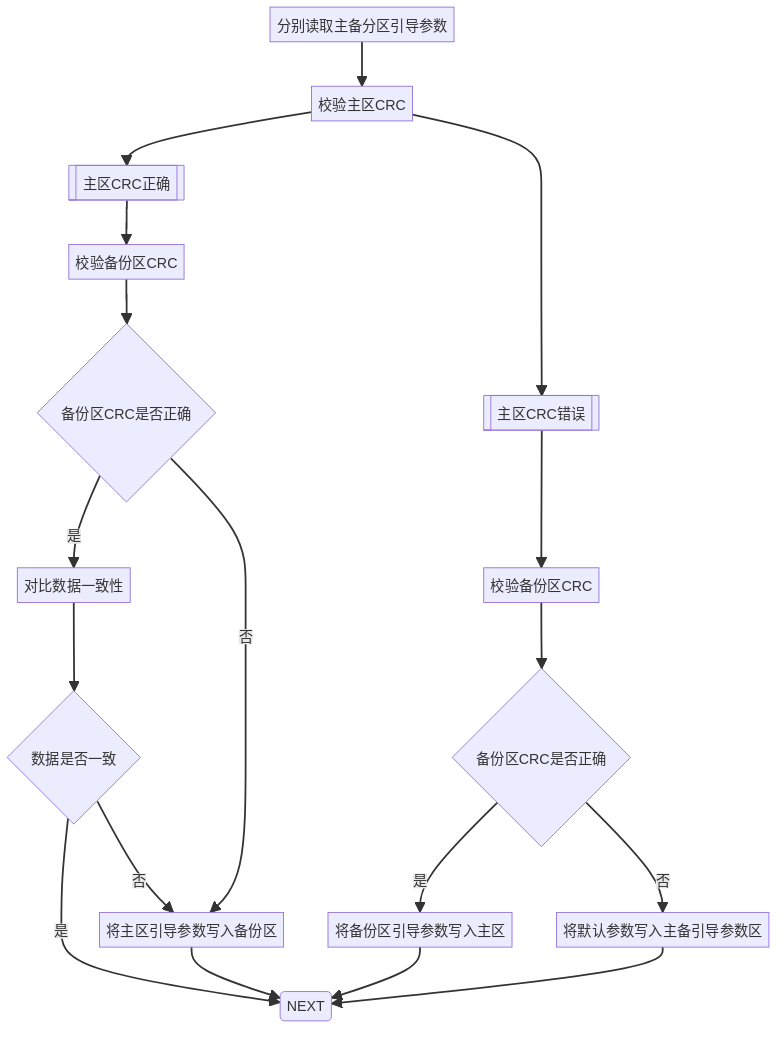 分别读取主备分区引导参数
校验主区CRC
主区CRC正确
校验备份区CRC
备份区CRC是否正确
主区CRC错误
是
对比数据一致性
校验备份区CRC
否
数据是否一致
备份区CRC是否正确
否
是
否
是
将主区引导参数写入备份区
将备份区引导参数写入主区
将默认参数写入主备引导参数区
NEXT